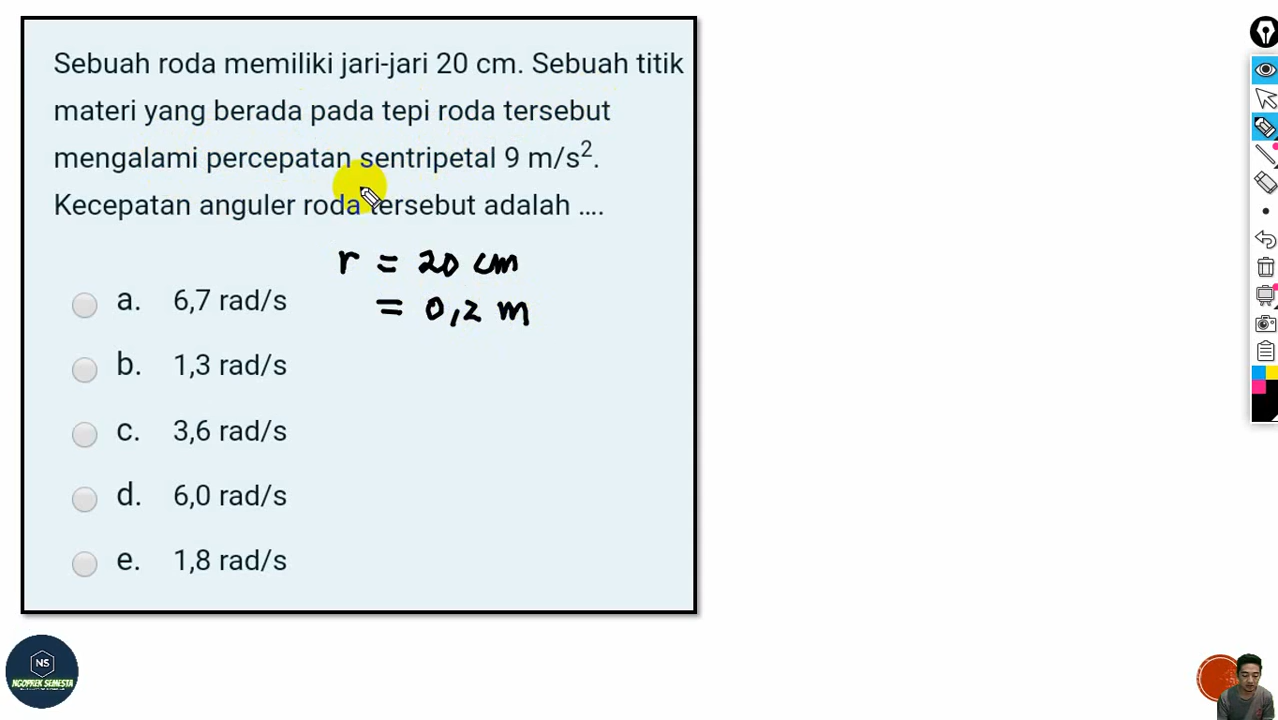 Sebuah roda memiliki jari-jari 20 cm. Sebuah titik
materi yang berada pada tepi roda tersebut
mengalami percepatan sentripetal 9 m/s².
Kecepatan anguler roda tersebut adalah ....
r = 20 cm
= 0,2 m
a. 6,7 rad/s
b. 1,3 rad/s
c. 3,6 rad/s
d. 6,0 rad/s
e. 1,8 rad/s
NS
NGOPREK SEMESTA